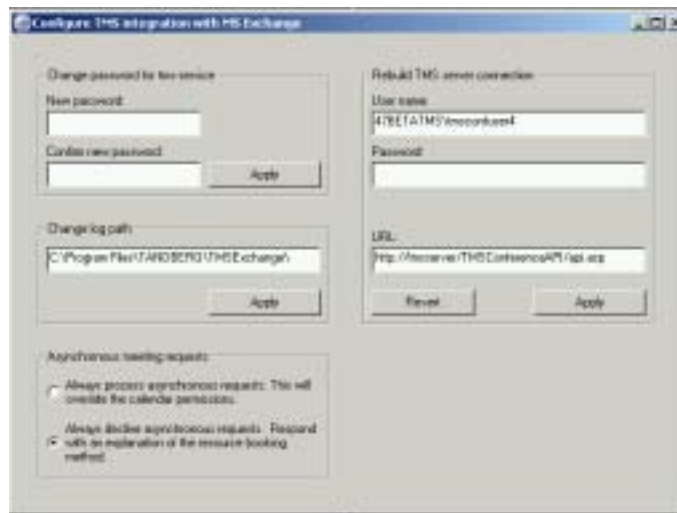 Configure TMS integration with MS Exchange
Change password for tms-service
New password:
Confirm new password:
Apply
Change log path:
C:\Program Files\TANDBERG\TMSExchange\
Apply
Asynchronous meeting requests
Always process asynchronous requests. This will
override the calendar permissions.
Always decline asynchronous requests. Respond
with an explanation of the resource booking
method.
Rebuild TMS server connection
User name:
Password:
URL:
http://tmsserver/TMSConferenceAPI/api.asp
Revert
Apply